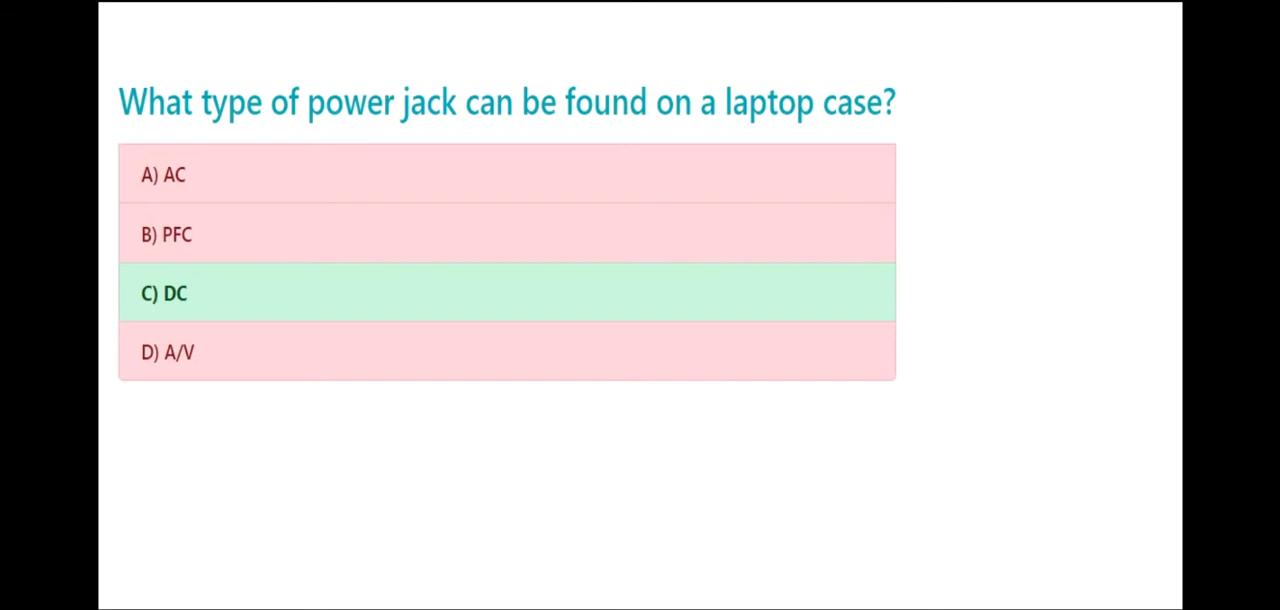 What type of power jack can be found on a laptop case?
A) AC
B) PFC
C) DC
D) A/V